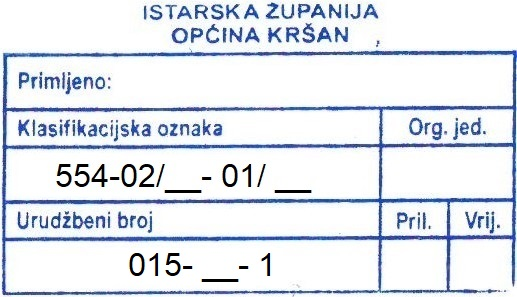 ISTARSKA ŽUPANIJA
OPĆINA KRŠAN
Primljeno:
Klasifikacijska oznaka Org. jed.
554-02/__- 01/ __
Urudžbeni broj Pril. Vrij.
015- __- 1